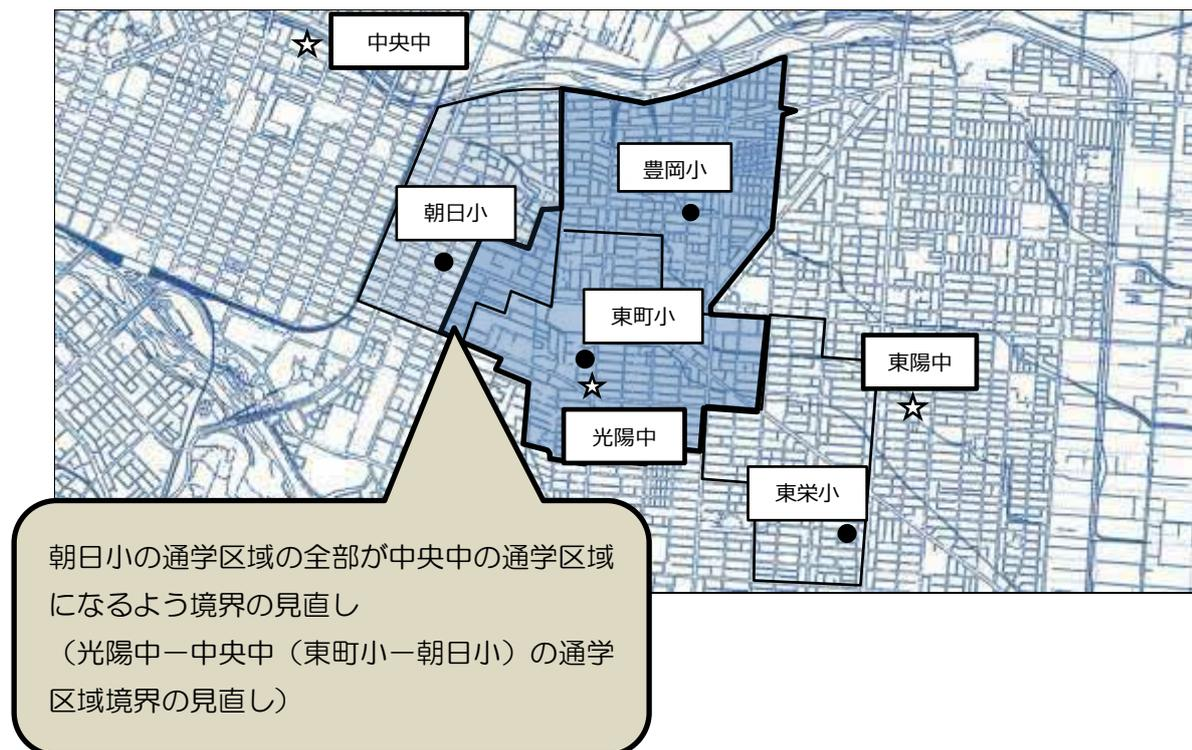 中央中
豊岡小
朝日小
東町小
東陽中
光陽中
東栄小
朝日小の通学区域の全部が中央中の通学区域
になるよう境界の見直し
（光陽中－中央中（東町小－朝日小）の通学
区域境界の見直し）